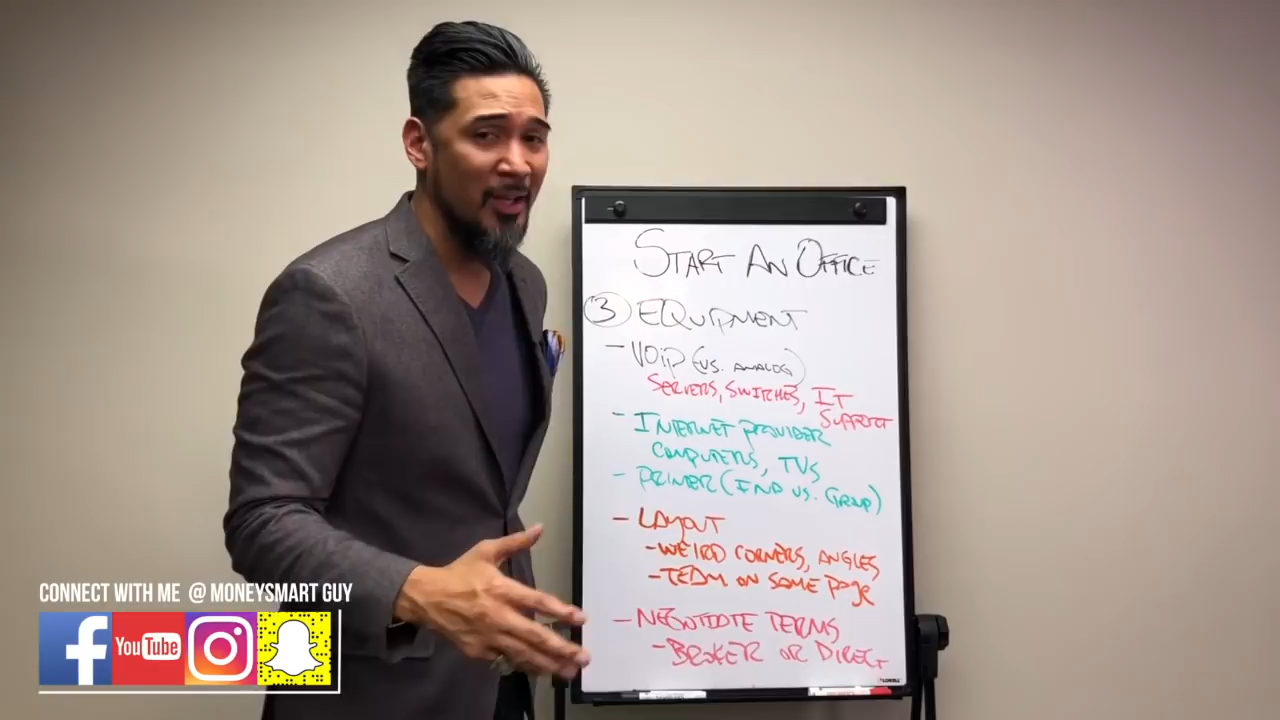 START AN OFFICE
3 EQUIPMENT
- VOIP (VS. ANALOG)
SERVERS, SWITCHES, IT
SUPPORT
- INTERNET PROVIDER
COMPUTERS, TVS
- PRINTER (IND VS. GROUP)
- LAYOUT
- WEIRD CORNERS, ANGLES
- TEAM ON SAME PAGE
- NEGOTIATE TERMS
- BROKER OR DIRECT
CONNECT WITH ME @ MONEYSMART GUY
f YouTube